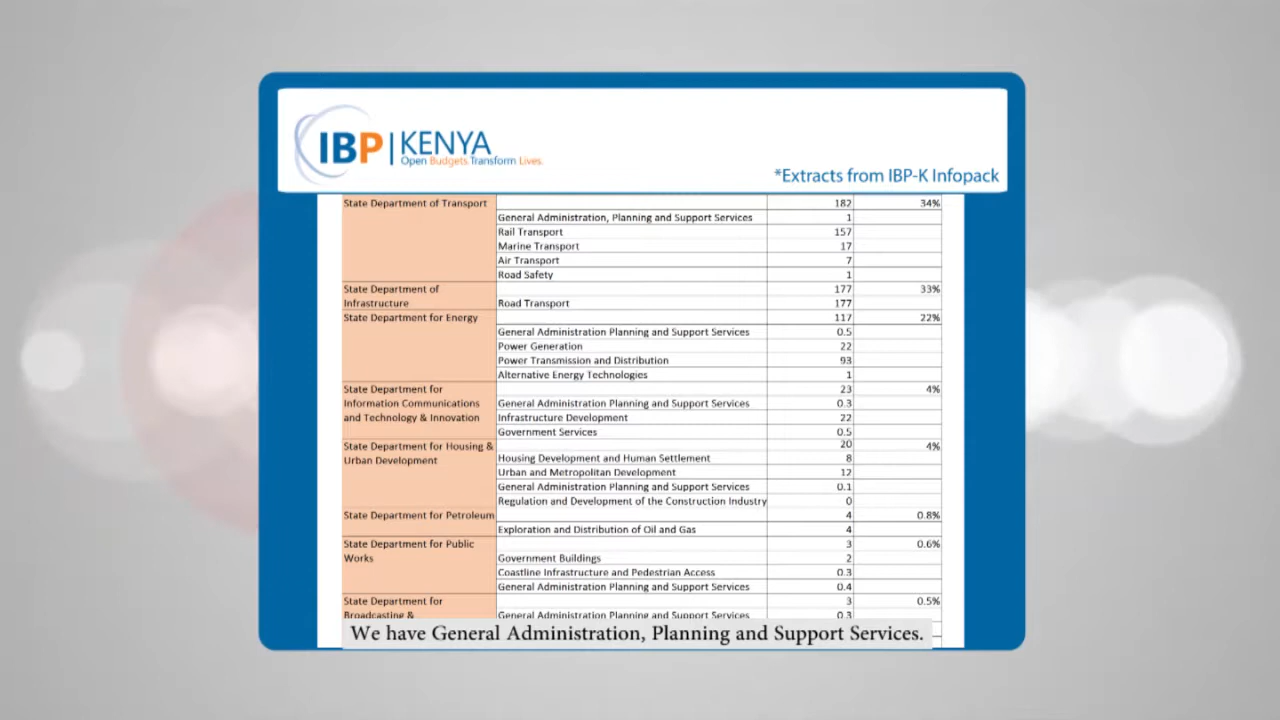 IBP | KENYA
Open Budgets Transform Lives.
*Extracts from IBP-K Infopack
State Department of Transport 182 34%
General Administration, Planning and Support Services 1
Rail Transport 157
Marine Transport 17
Air Transport 7
Road Safety 1
State Department of 177 33%
Infrastructure Road Transport 177
State Department for Energy 117 22%
General Administration Planning and Support Services 0.5
Power Generation 22
Power Transmission and Distribution 93
Alternative Energy Technologies 1
State Department for 23 4%
Information Communications General Administration Planning and Support Services 0.3
and Technology & Innovation Infrastructure Development 22
Government Services 0.5
State Department for Housing & 20 4%
Urban Development Housing Development and Human Settlement 8
Urban and Metropolitan Development 12
General Administration Planning and Support Services 0.1
Regulation and Development of the Construction Industry 0
State Department for Petroleum 4 0.8%
Exploration and Distribution of Oil and Gas 4
State Department for Public 3 0.6%
Works Government Buildings 2
Coastline Infrastructure and Pedestrian Access 0.3
General Administration Planning and Support Services 0.4
State Department for 3 0.5%
Broadcasting & General Administration Planning and Support Services 0.3
We have General Administration, Planning and Support Services.